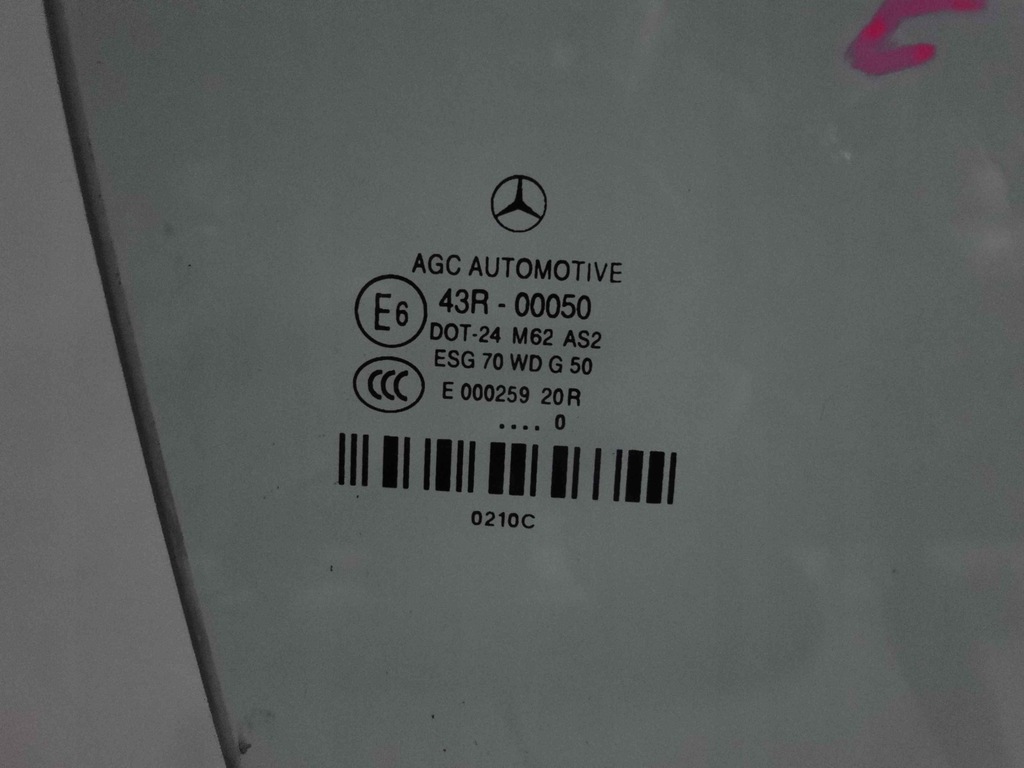 AGC AUTOMOTIVE
E6 43R - 00050
DOT-24 M62 AS2
ESG 70 WD G 50
CCC E 000259 20R
.... 0
0210C